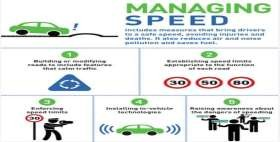 MANAGING
SPEED
includes measures that bring drivers
to a safe speed, avoiding injuries and
deaths. It also reduces air and noise
pollution and saves fuel.
1
Building or modifying
roads to include features
that calm traffic
2
Establishing speed limits
appropriate to the function
of each road
30
50
80
3
Enforcing
speed limits
30
4
Installing in-vehicle
technologies
5
Raising awareness about
the dangers of speeding